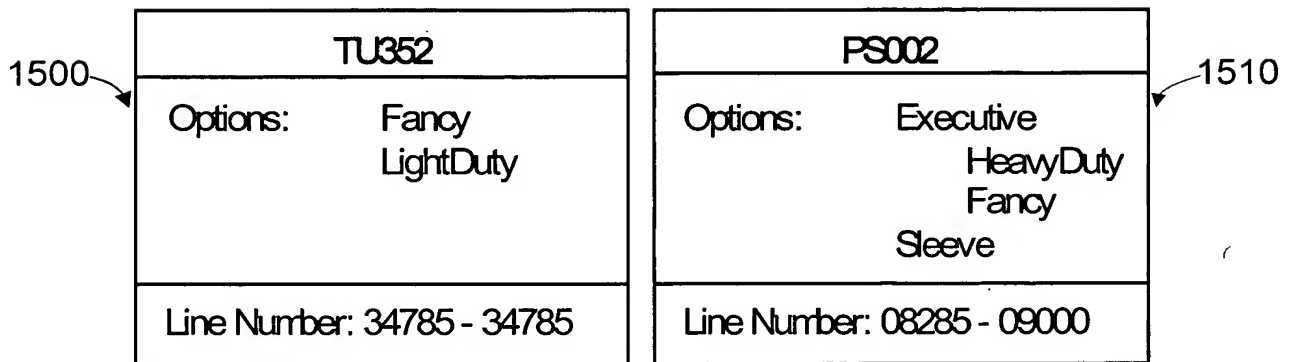 1500
TU352
Options: Fancy
LightDuty
Line Number: 34785 - 34785
PS002
Options: Executive
HeavyDuty
Fancy
Sleeve
Line Number: 08285 - 09000
1510